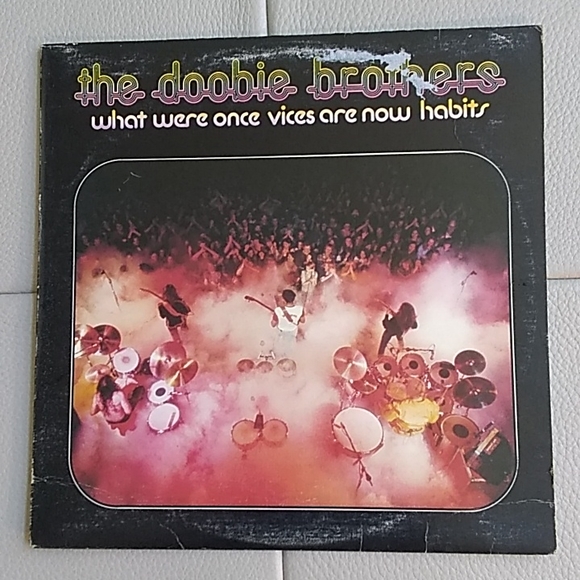 the doobie brothers
what were once vices are now habits